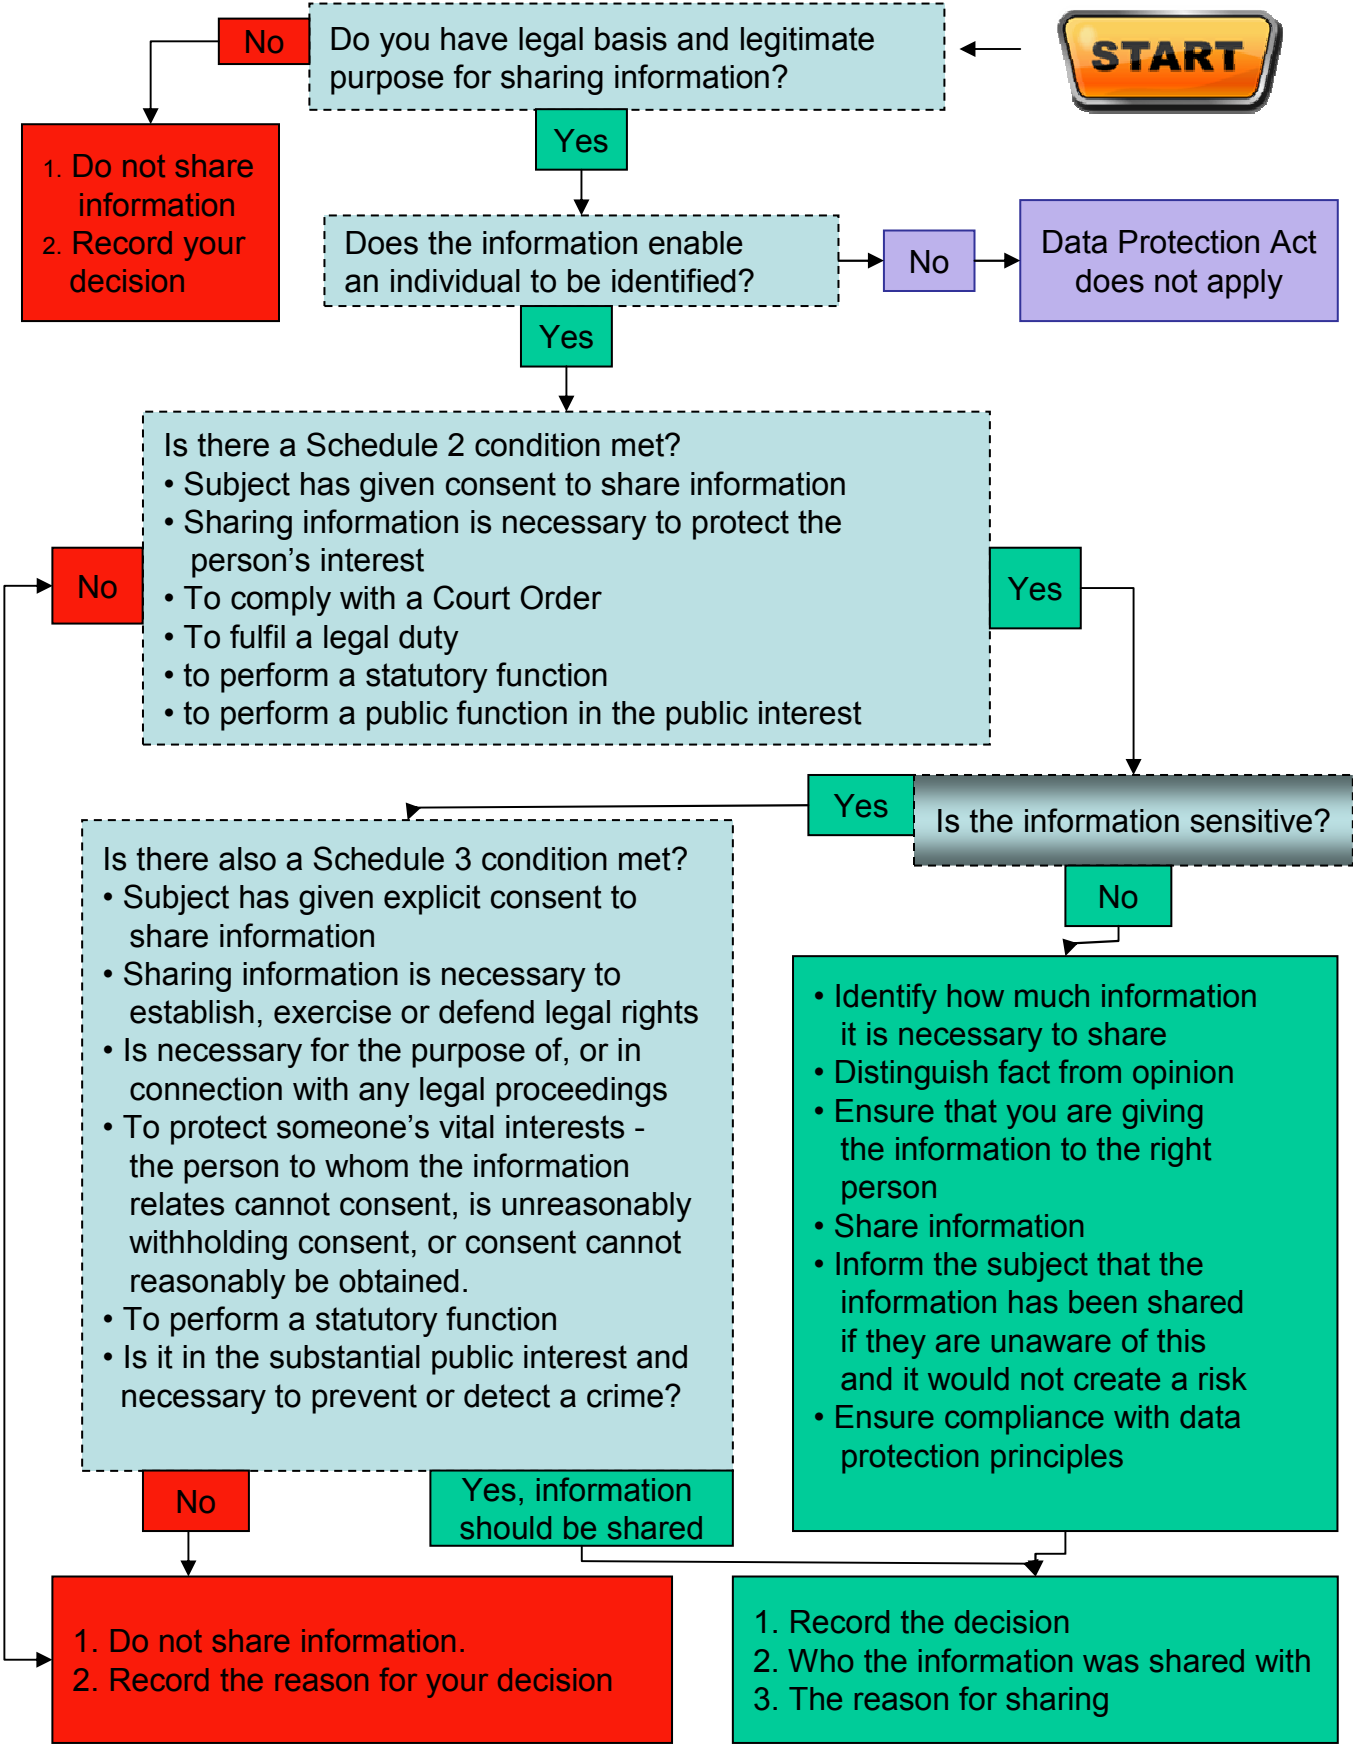 START
Do you have legal basis and legitimate
purpose for sharing information?
No
1. Do not share
information
2. Record your
decision
Yes
Does the information enable
an individual to be identified?
No
Data Protection Act
does not apply
Yes
Is there a Schedule 2 condition met?
• Subject has given consent to share information
• Sharing information is necessary to protect the
person’s interest
• To comply with a Court Order
• To fulfil a legal duty
• to perform a statutory function
• to perform a public function in the public interest
No
Yes
Is the information sensitive?
Yes
No
Is there also a Schedule 3 condition met?
• Subject has given explicit consent to
share information
• Sharing information is necessary to
establish, exercise or defend legal rights
• Is necessary for the purpose of, or in
connection with any legal proceedings
• To protect someone’s vital interests -
the person to whom the information
relates cannot consent, is unreasonably
withholding consent, or consent cannot
reasonably be obtained.
• To perform a statutory function
• Is it in the substantial public interest and
necessary to prevent or detect a crime?
• Identify how much information
it is necessary to share
• Distinguish fact from opinion
• Ensure that you are giving
the information to the right
person
• Share information
• Inform the subject that the
information has been shared
if they are unaware of this
and it would not create a risk
• Ensure compliance with data
protection principles
No
Yes, information
should be shared
1. Do not share information.
2. Record the reason for your decision
1. Record the decision
2. Who the information was shared with
3. The reason for sharing